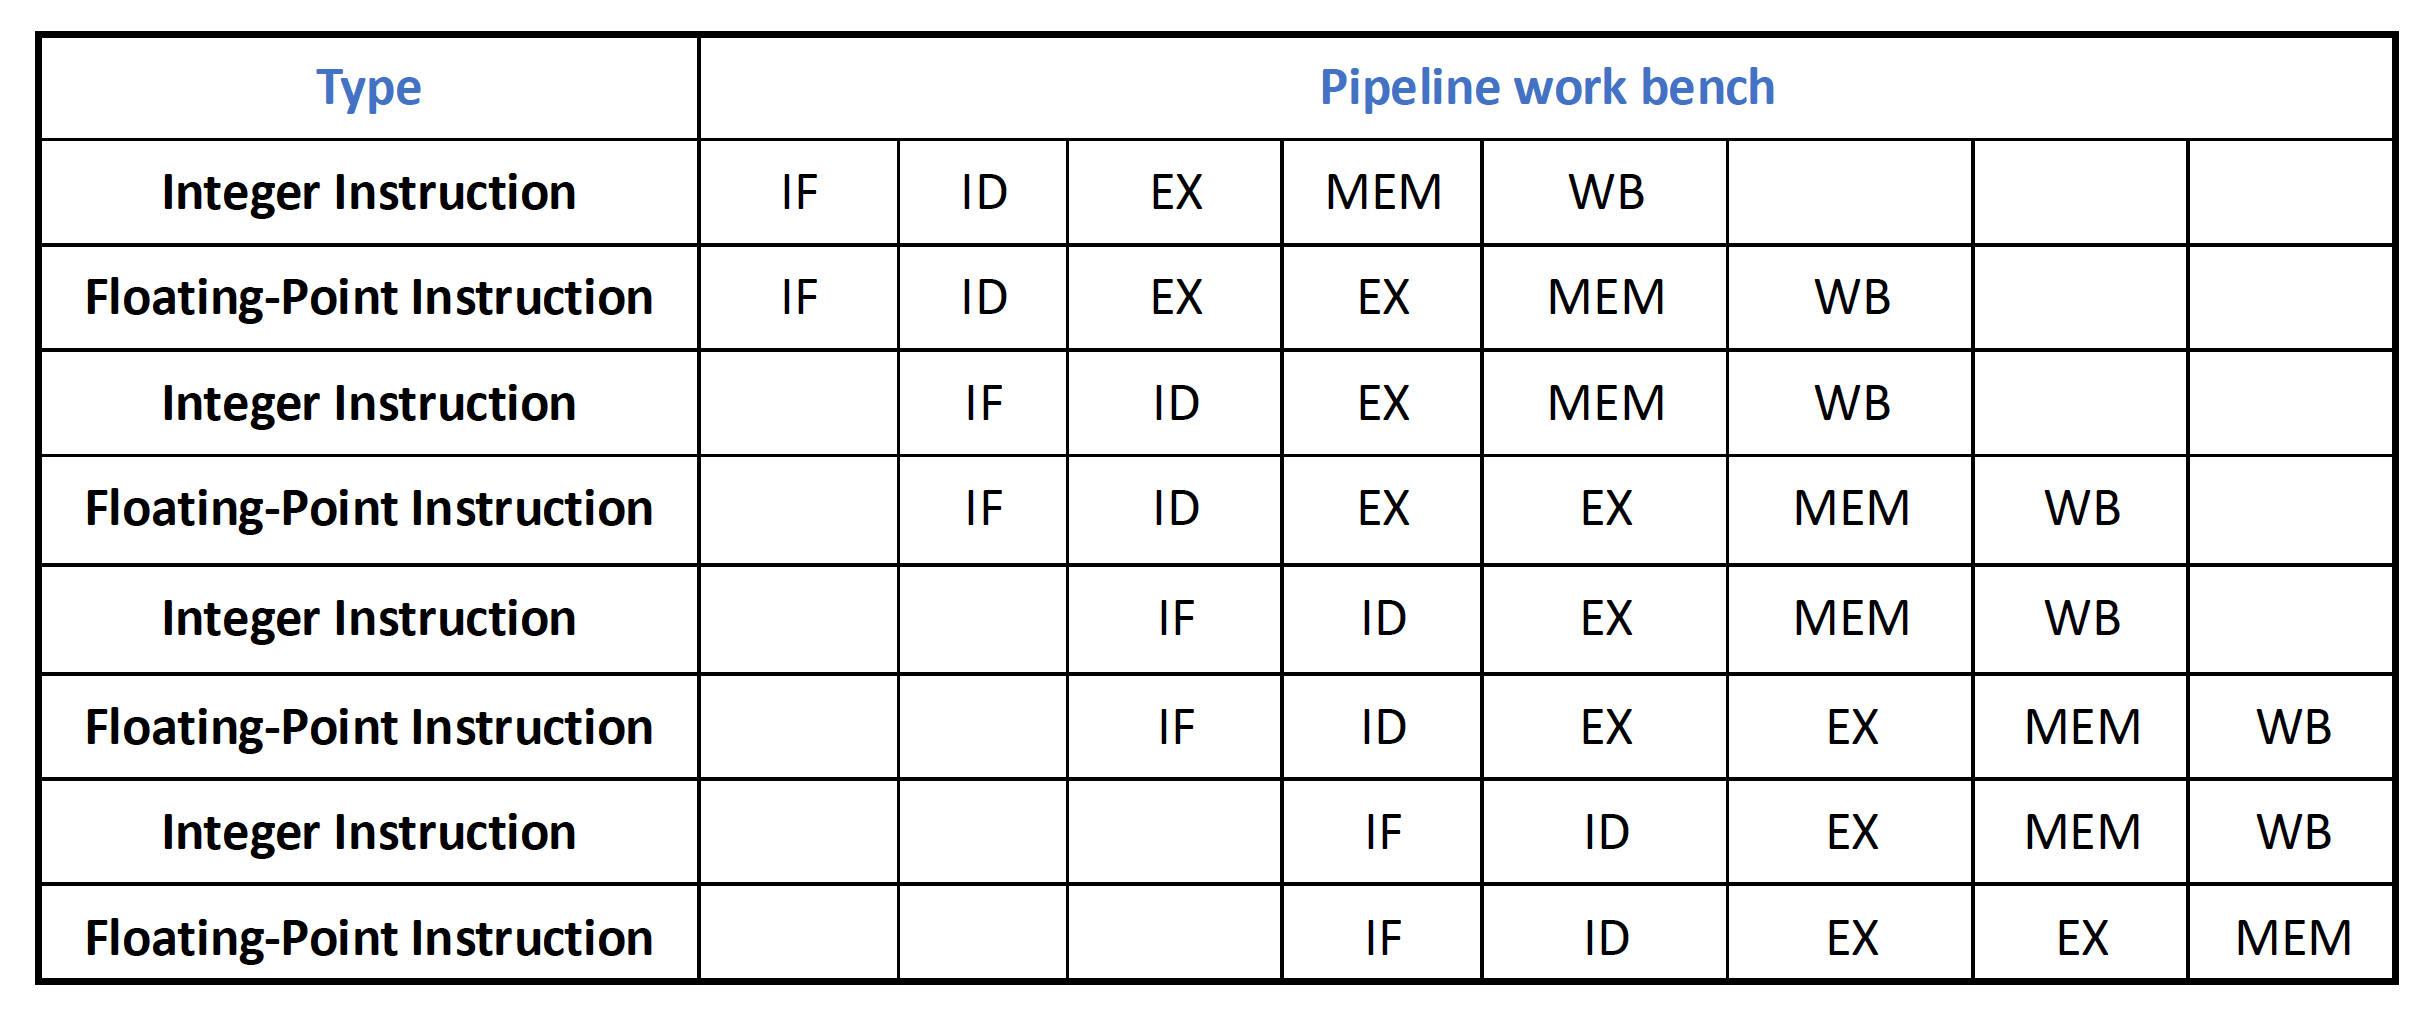 Type Pipeline work bench
Integer Instruction IF ID EX MEM WB
Floating-Point Instruction IF ID EX EX MEM WB
Integer Instruction IF ID EX MEM WB
Floating-Point Instruction IF ID EX EX MEM WB
Integer Instruction IF ID EX MEM WB
Floating-Point Instruction IF ID EX EX MEM WB
Integer Instruction IF ID EX MEM WB
Floating-Point Instruction IF ID EX EX MEM